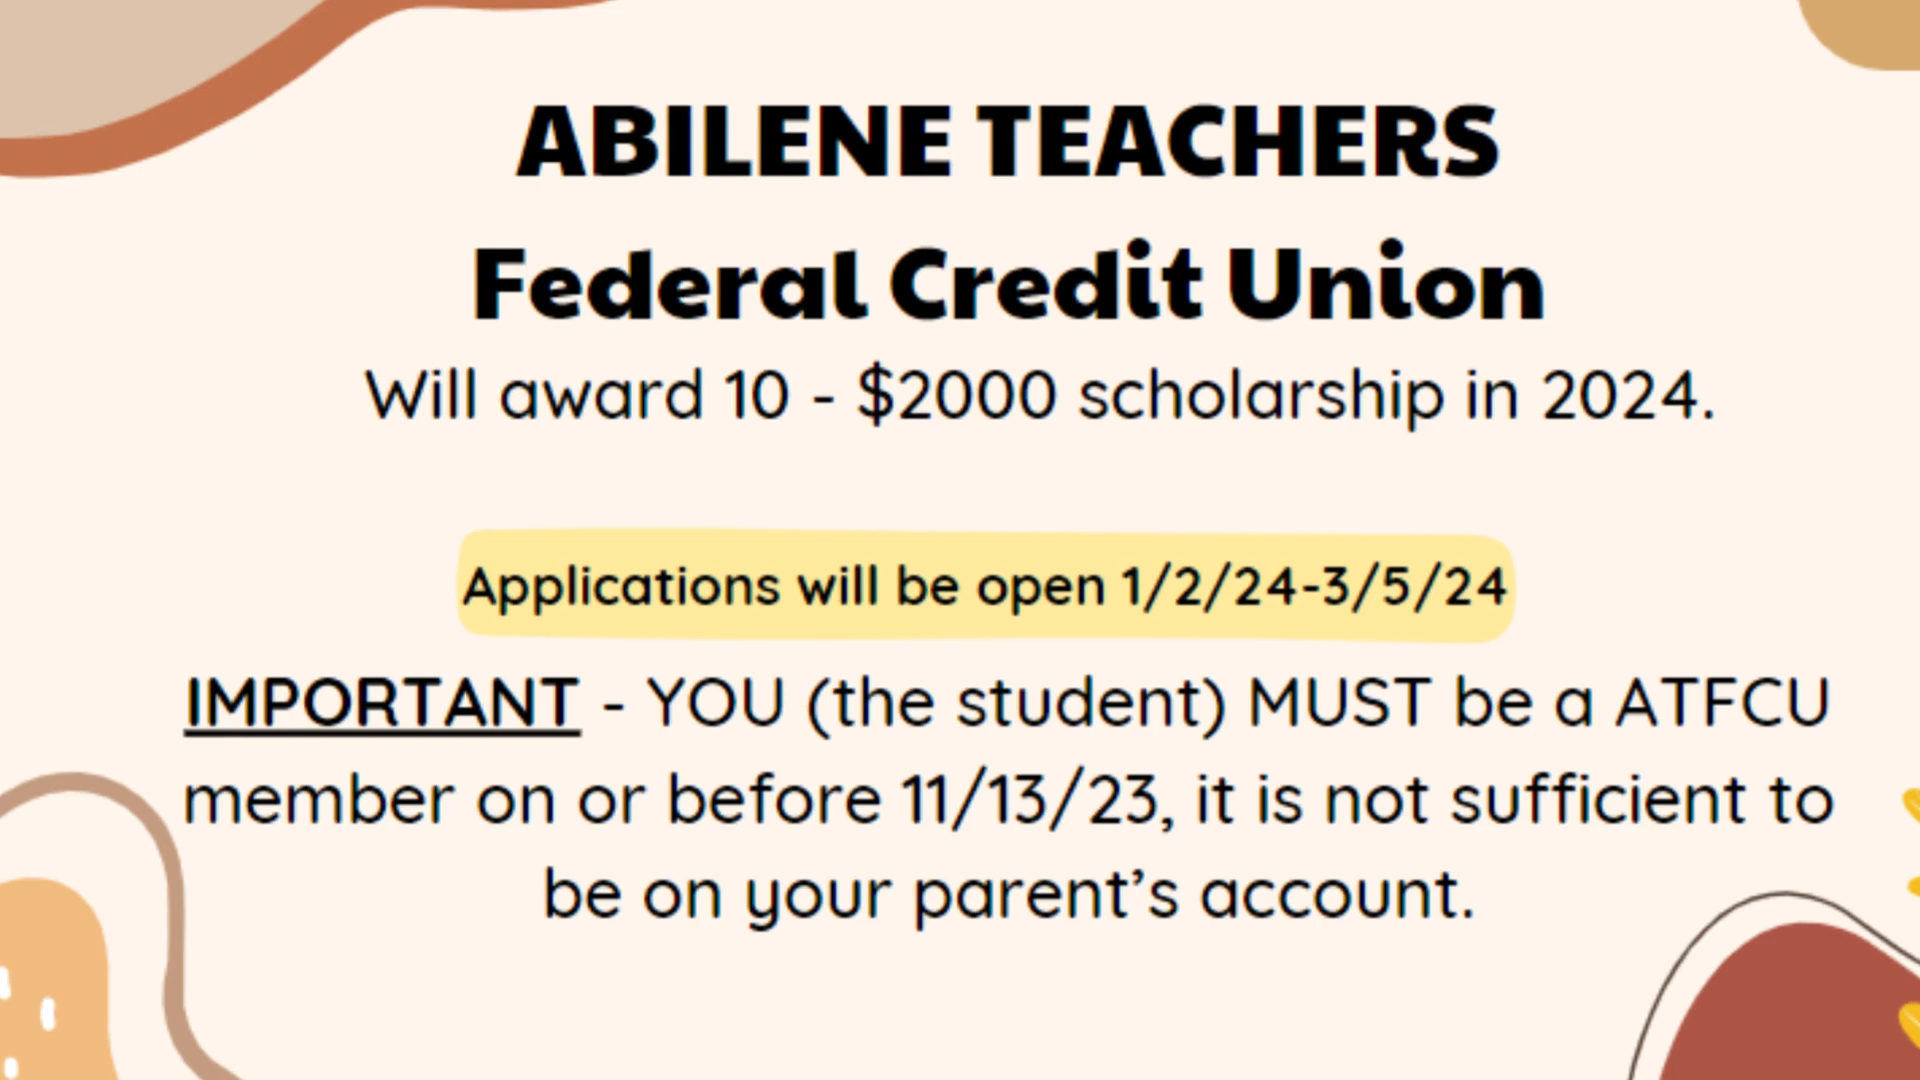 ABILENE TEACHERS
Federal Credit Union
Will award 10 - $2000 scholarship in 2024.
Applications will be open 1/2/24-3/5/24
IMPORTANT - YOU (the student) MUST be a ATFCU
member on or before 11/13/23, it is not sufficient to
be on your parent’s account.